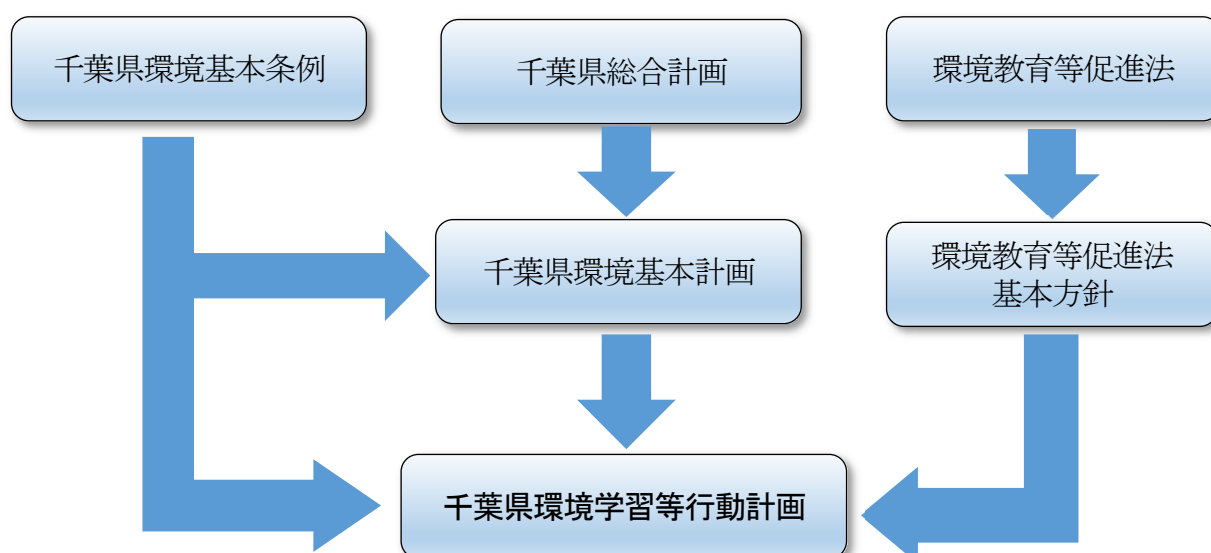 千葉県環境基本条例
千葉県総合計画
環境教育等促進法
千葉県環境基本計画
環境教育等促進法
基本方針
千葉県環境学習等行動計画